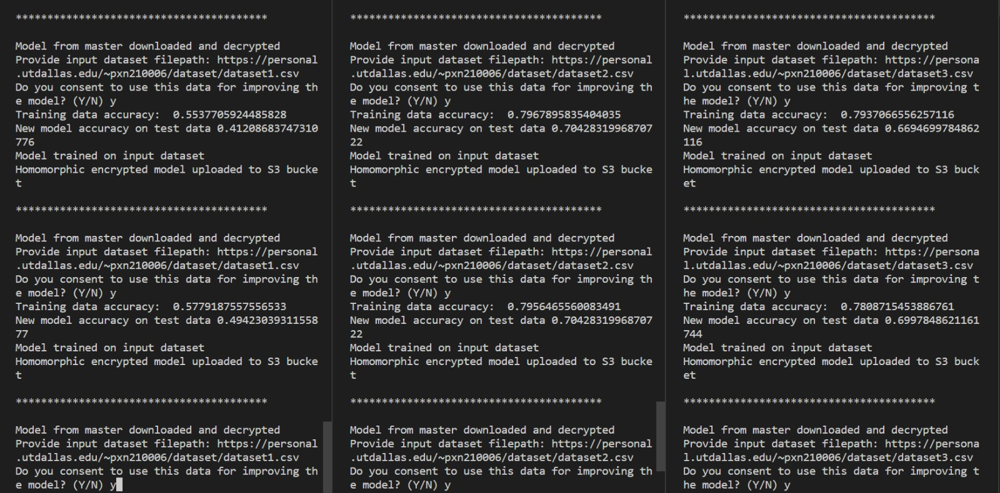 ****************************************
Model from master downloaded and decrypted
Provide input dataset filepath: https://personal
.utdallas.edu/~pxn210006/dataset/dataset1.csv
Do you consent to use this data for improving th
e model? (Y/N) y
Training data accuracy:  0.5537705924485828
New model accuracy on test data 0.41208683747310
776
Model trained on input dataset
Homomorphic encrypted model uploaded to S3 bucke
t
****************************************
Model from master downloaded and decrypted
Provide input dataset filepath: https://personal
.utdallas.edu/~pxn210006/dataset/dataset1.csv
Do you consent to use this data for improving th
e model? (Y/N) y
Training data accuracy:  0.5779187557556533
New model accuracy on test data 0.49423039311558
77
Model trained on input dataset
Homomorphic encrypted model uploaded to S3 bucke
t
****************************************
Model from master downloaded and decrypted
Provide input dataset filepath: https://personal
.utdallas.edu/~pxn210006/dataset/dataset1.csv
Do you consent to use this data for improving th
e model? (Y/N) y
****************************************
Model from master downloaded and decrypted
Provide input dataset filepath: https://personal
.utdallas.edu/~pxn210006/dataset/dataset2.csv
Do you consent to use this data for improving th
e model? (Y/N) y
Training data accuracy:  0.7967895835404035
New model accuracy on test data 0.70428319968707
22
Model trained on input dataset
Homomorphic encrypted model uploaded to S3 bucke
t
****************************************
Model from master downloaded and decrypted
Provide input dataset filepath: https://personal
.utdallas.edu/~pxn210006/dataset/dataset2.csv
Do you consent to use this data for improving th
e model? (Y/N) y
Training data accuracy:  0.7956465560083491
New model accuracy on test data 0.70428319968707
22
Model trained on input dataset
Homomorphic encrypted model uploaded to S3 bucke
t
****************************************
Model from master downloaded and decrypted
Provide input dataset filepath: https://personal
.utdallas.edu/~pxn210006/dataset/dataset2.csv
Do you consent to use this data for improving th
e model? (Y/N) y
****************************************
Model from master downloaded and decrypted
Provide input dataset filepath: https://persona
l.utdallas.edu/~pxn210006/dataset/dataset3.csv
Do you consent to use this data for improving t
he model? (Y/N) y
Training data accuracy:  0.7937066556257116
New model accuracy on test data 0.6694699784862
116
Model trained on input dataset
Homomorphic encrypted model uploaded to S3 buck
et
****************************************
Model from master downloaded and decrypted
Provide input dataset filepath: https://persona
l.utdallas.edu/~pxn210006/dataset/dataset3.csv
Do you consent to use this data for improving t
he model? (Y/N) y
Training data accuracy:  0.7808715453886761
New model accuracy on test data 0.6997848621161
744
Model trained on input dataset
Homomorphic encrypted model uploaded to S3 buck
et
****************************************
Model from master downloaded and decrypted
Provide input dataset filepath: https://persona
l.utdallas.edu/~pxn210006/dataset/dataset3.csv
Do you consent to use this data for improving t
he model? (Y/N) y